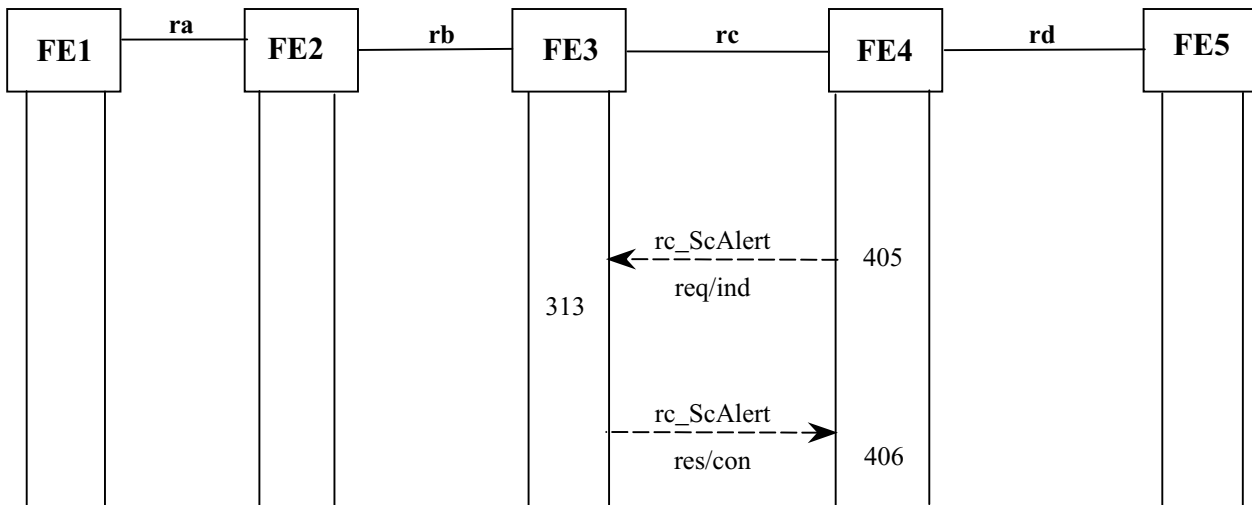 FE1 ra FE2 rb FE3 rc FE4 rd FE5
rc_ScAlert
405
req/ind
313
rc_ScAlert
res/con
406